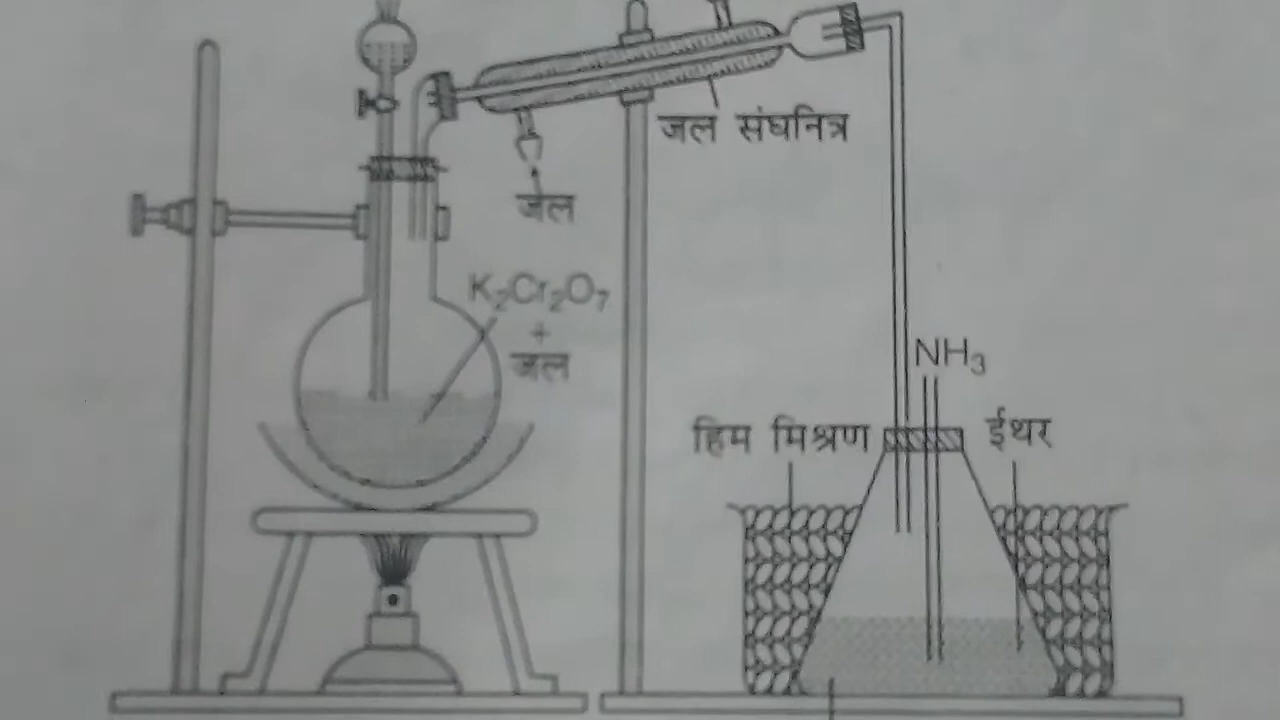 जल संघनित्र
जल
K₂Cr₂O₇
+
जल
NH₃
हिम मिश्रण
ईथर